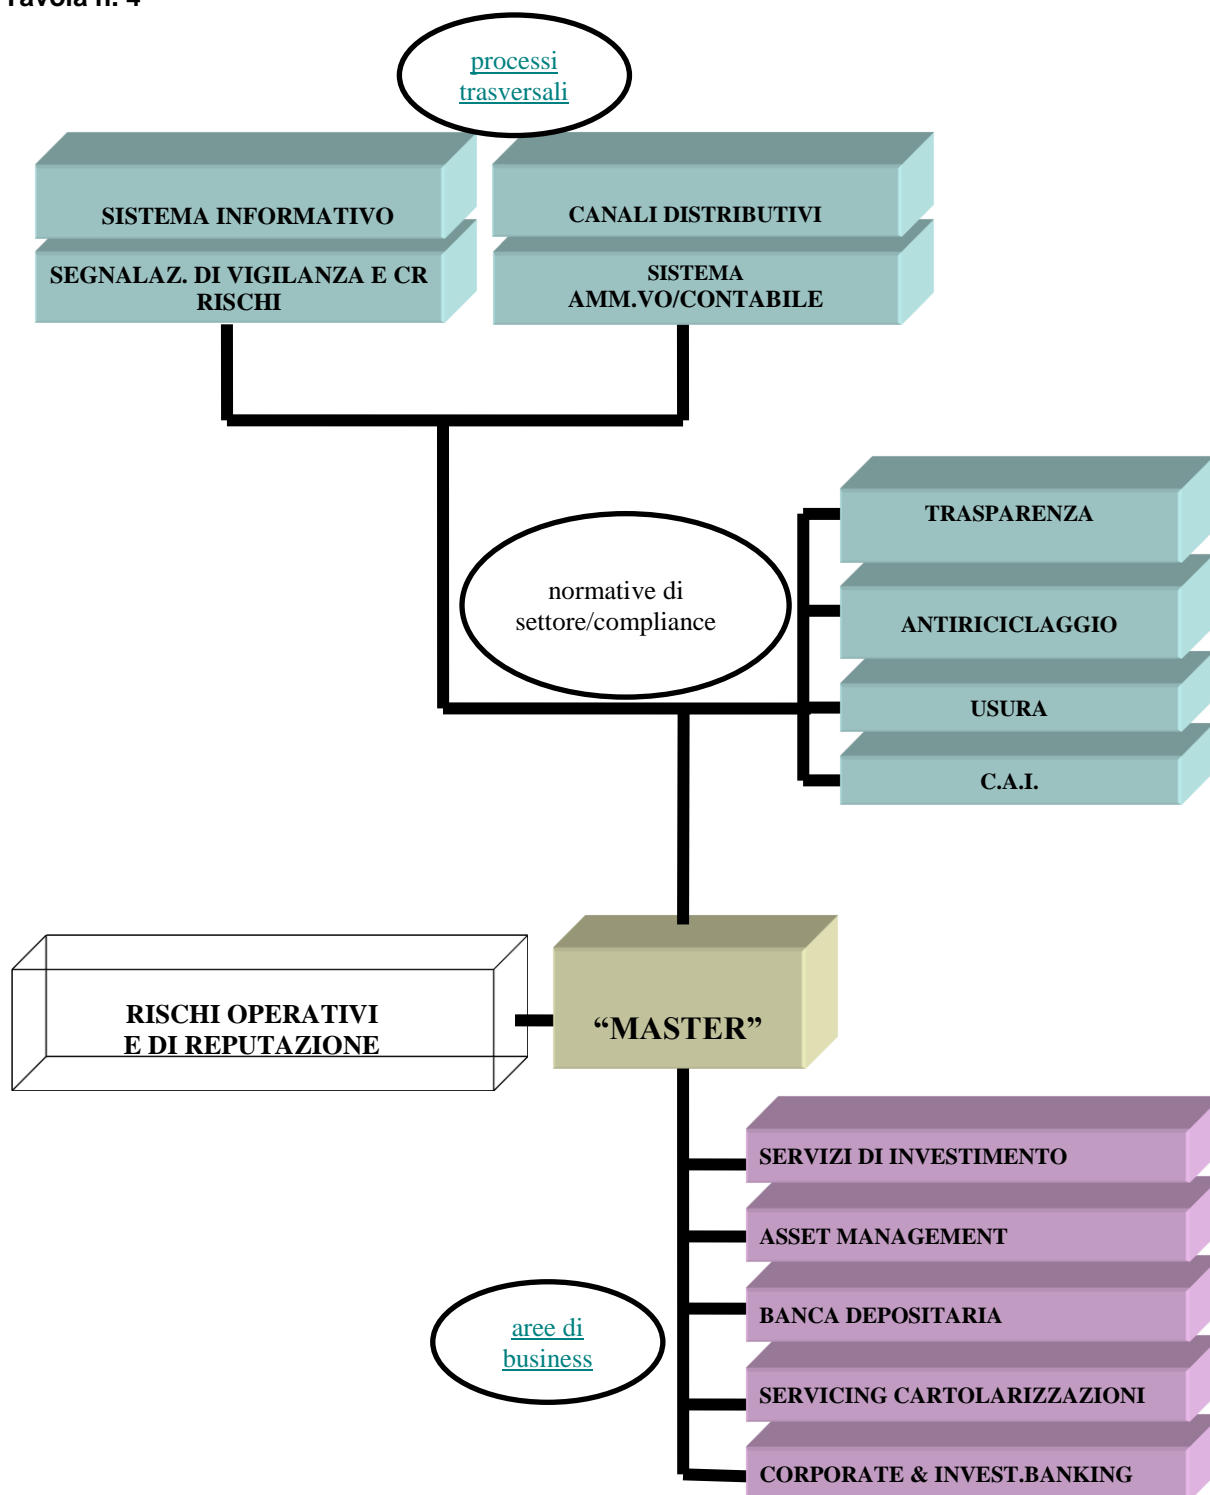 Tavola n. 4
processi
trasversali
SISTEMA INFORMATIVO
CANALI DISTRIBUTIVI
SEGNALAZ. DI VIGILANZA E CR
RISCHI
SISTEMA
AMM.VO/CONTABILE
TRASPARENZA
normative di
settore/compliance
ANTIRICICLAGGIO
USURA
C.A.I.
RISCHI OPERATIVI
E DI REPUTAZIONE
“MASTER”
SERVIZI DI INVESTIMENTO
ASSET MANAGEMENT
BANCA DEPOSITARIA
aree di
business
SERVICING CARTOLARIZZAZIONI
CORPORATE & INVEST.BANKING